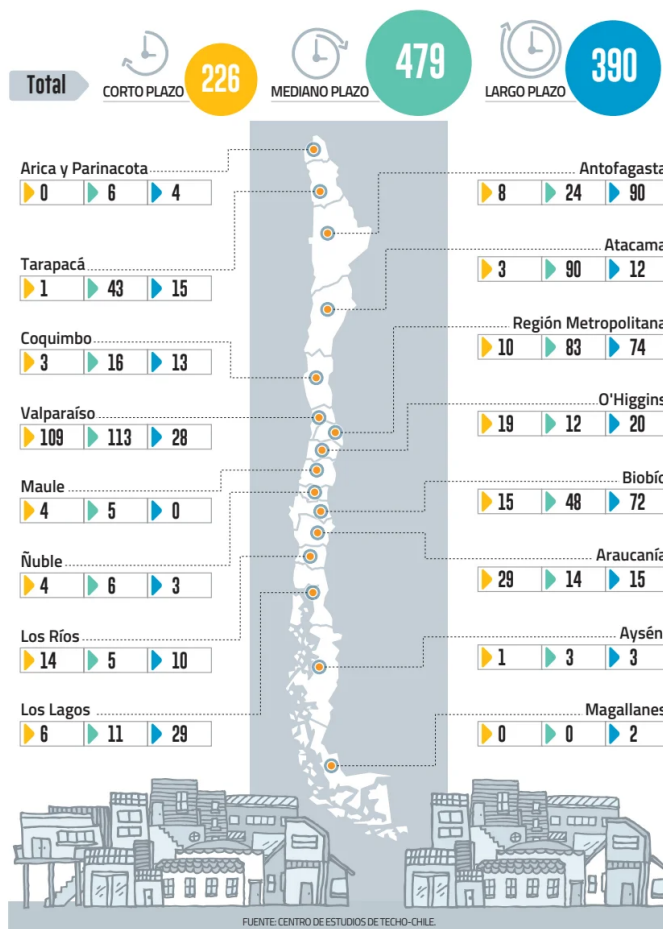 Total
CORTO PLAZO 226
MEDIANO PLAZO 479
LARGO PLAZO 390
Arica y Parinacota
0 6 4
Antofagasta
8 24 90
Tarapacá
1 43 15
Atacama
3 90 12
Coquimbo
3 16 13
Región Metropolitana
10 83 74
Valparaíso
109 113 28
O'Higgins
19 12 20
Maule
4 5 0
Biobío
15 48 72
Ñuble
4 6 3
Araucanía
29 14 15
Los Ríos
14 5 10
Aysén
1 3 3
Los Lagos
6 11 29
Magallanes
0 0 2
FUENTE: CENTRO DE ESTUDIOS DE TECHO-CHILE.